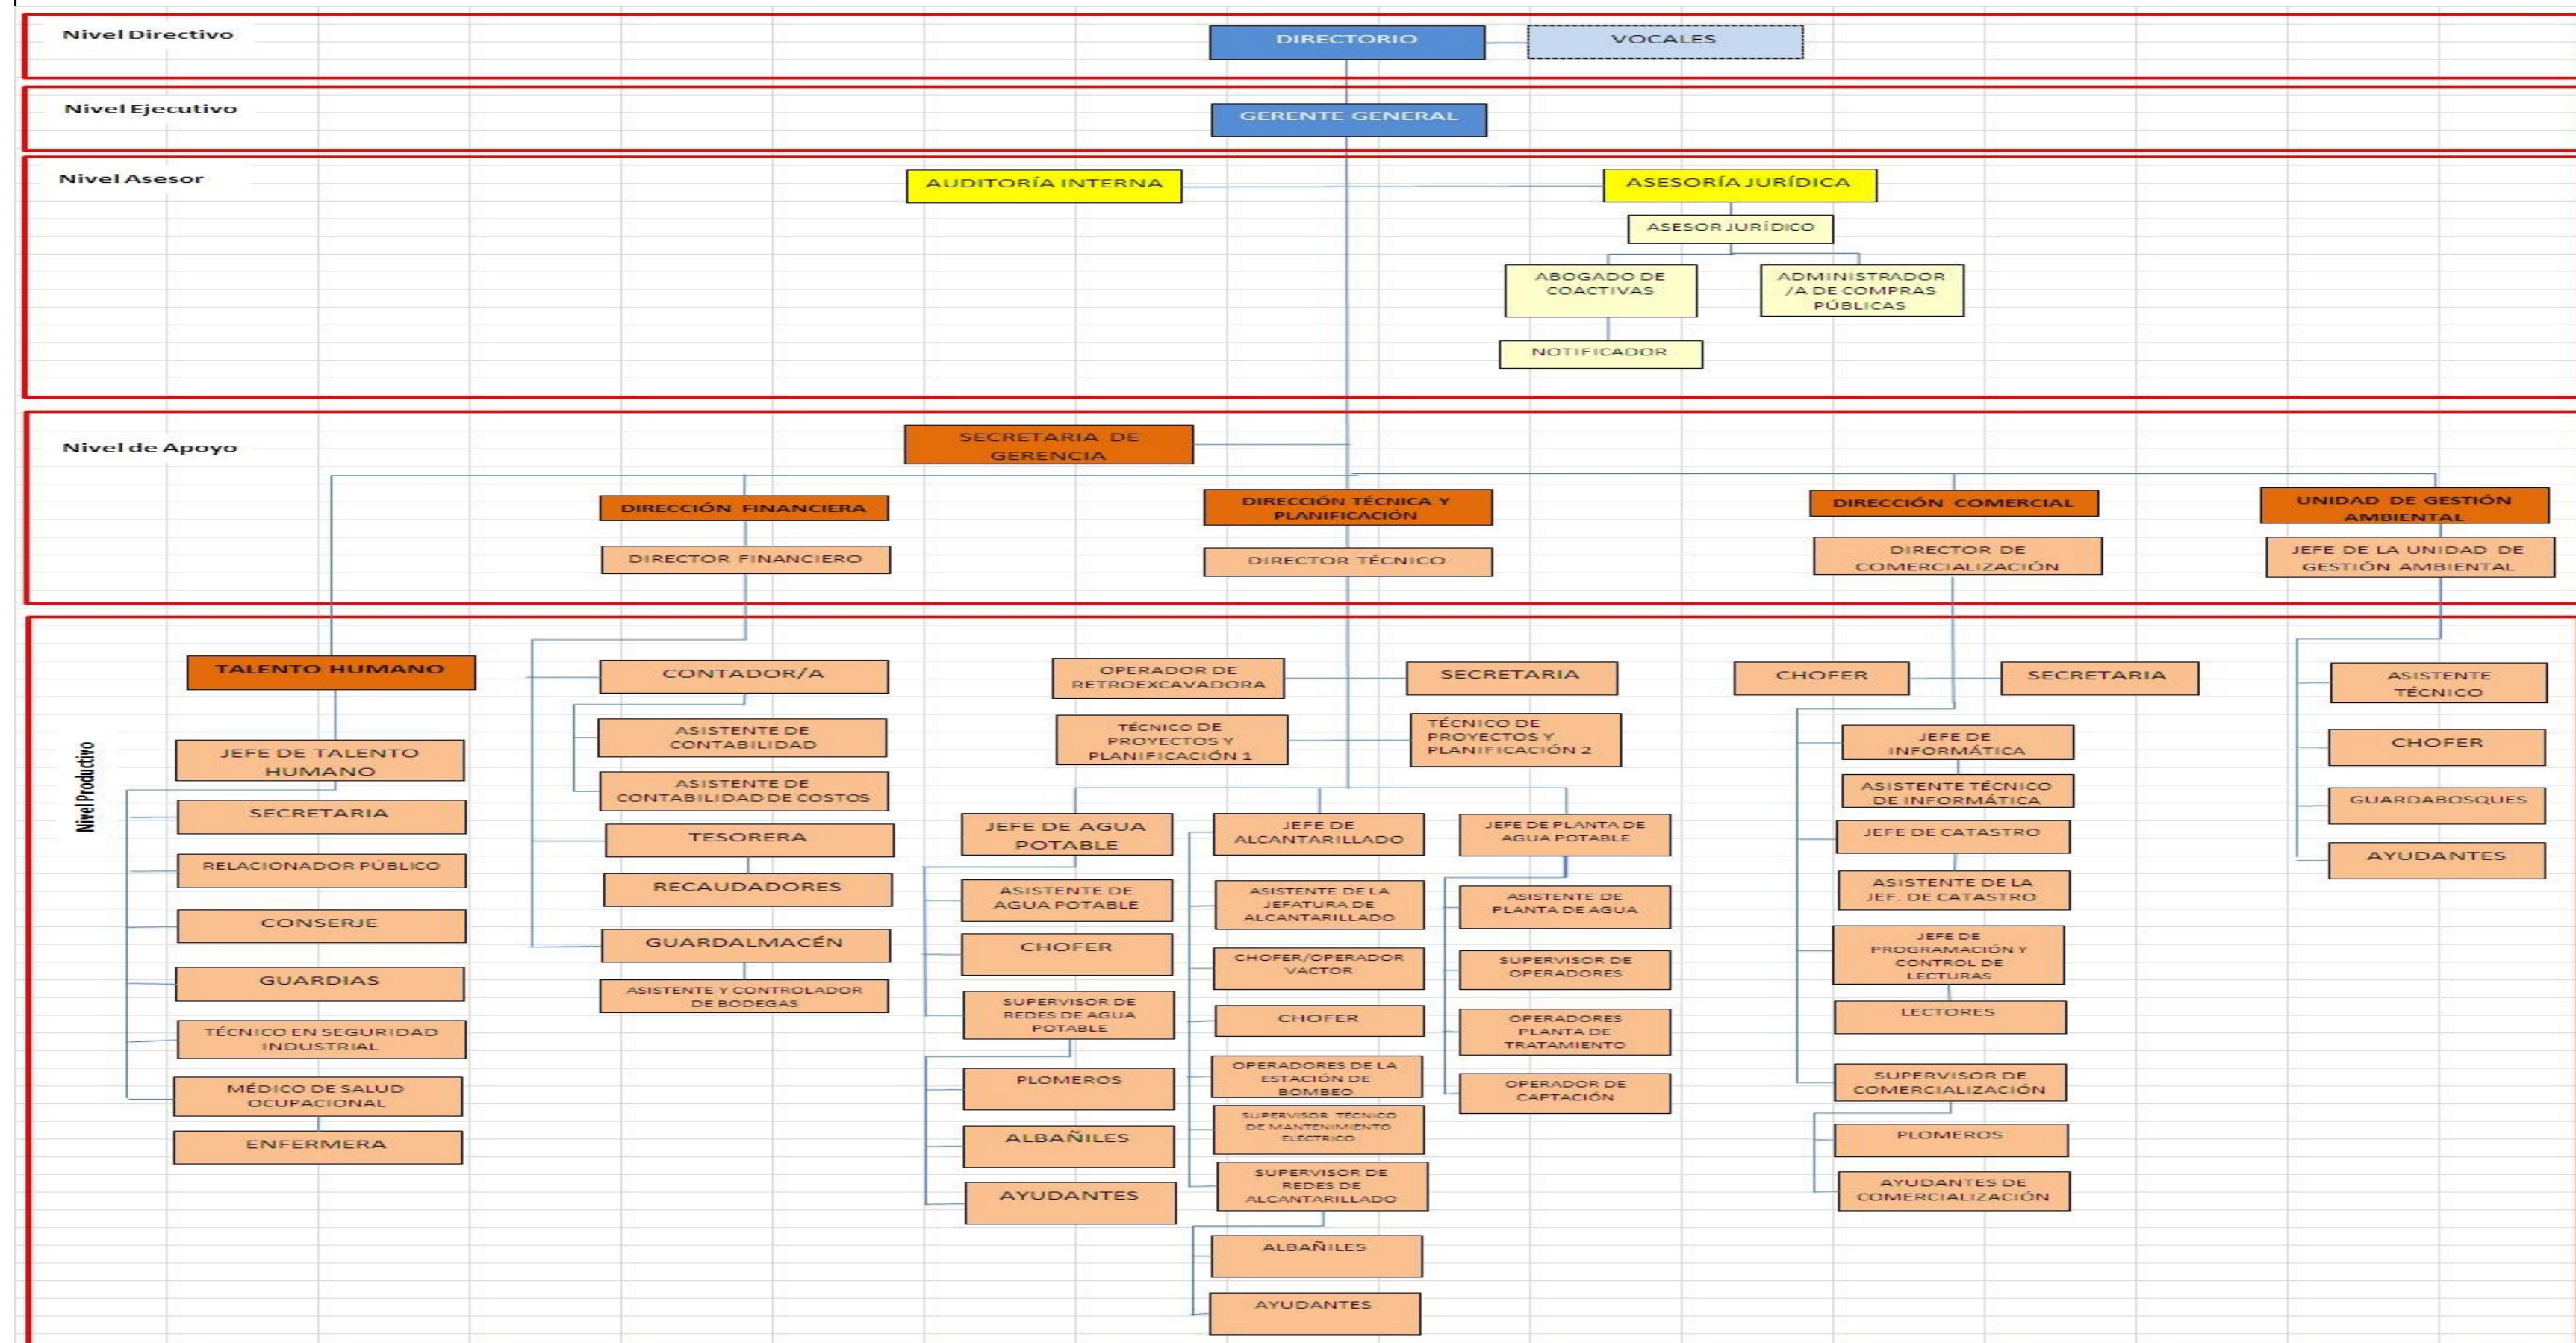 Nivel Directivo
DIRECTORIO
VOCALES
Nivel Ejecutivo
GERENTE GENERAL
Nivel Asesor
AUDITORÍA INTERNA
ASESORÍA JURÍDICA
ASESOR JURÍDICO
ABOGADO DE
COACTIVAS
ADMINISTRADOR
/A DE COMPRAS
PÚBLICAS
NOTIFICADOR
Nivel de Apoyo
SECRETARIA DE
GERENCIA
DIRECCIÓN FINANCIERA
DIRECTOR FINANCIERO
DIRECCIÓN TÉCNICA Y
PLANIFICACIÓN
DIRECTOR TÉCNICO
DIRECCIÓN COMERCIAL
DIRECTOR DE
COMERCIALIZACIÓN
UNIDAD DE GESTIÓN
AMBIENTAL
JEFE DE LA UNIDAD DE
GESTIÓN AMBIENTAL
Nivel Productivo
TALENTO HUMANO
JEFE DE TALENTO
HUMANO
SECRETARIA
RELACIONADOR PÚBLICO
CONSERJE
GUARDIAS
TÉCNICO EN SEGURIDAD
INDUSTRIAL
MÉDICO DE SALUD
OCUPACIONAL
ENFERMERA
CONTADOR/A
ASISTENTE DE
CONTABILIDAD
ASISTENTE DE
CONTABILIDAD DE COSTOS
TESORERA
RECAUDADORES
GUARDALMACÉN
ASISTENTE Y CONTROLADOR
DE BODEGAS
OPERADOR DE
RETROEXCAVADORA
SECRETARIA
TÉCNICO DE
PROYECTOS Y
PLANIFICACIÓN 1
TÉCNICO DE
PROYECTOS Y
PLANIFICACIÓN 2
JEFE DE AGUA
POTABLE
ASISTENTE DE
AGUA POTABLE
CHOFER
SUPERVISOR DE
REDES DE AGUA
POTABLE
PLOMEROS
ALBAÑILES
AYUDANTES
JEFE DE
ALCANTARILLADO
ASISTENTE DE LA
JEFATURA DE
ALCANTARILLADO
CHOFER/OPERADOR
VACTOR
CHOFER
OPERADORES DE LA
ESTACIÓN DE
BOMBEO
SUPERVISOR TÉCNICO
DE MANTENIMIENTO
ELÉCTRICO
SUPERVISOR DE
REDES DE
ALCANTARILLADO
ALBAÑILES
AYUDANTES
JEFE DE PLANTA DE
AGUA POTABLE
ASISTENTE DE
PLANTA DE AGUA
SUPERVISOR DE
OPERADORES
OPERADORES
PLANTA DE
TRATAMIENTO
OPERADOR DE
CAPTACIÓN
CHOFER
SECRETARIA
JEFE DE
INFORMÁTICA
ASISTENTE TÉCNICO
DE INFORMÁTICA
JEFE DE CATASTRO
ASISTENTE DE LA
JEF. DE CATASTRO
JEFE DE
PROGRAMACIÓN Y
CONTROL DE
LECTURAS
LECTORES
SUPERVISOR DE
COMERCIALIZACIÓN
PLOMEROS
AYUDANTES DE
COMERCIALIZACIÓN
ASISTENTE
TÉCNICO
CHOFER
GUARDABOSQUES
AYUDANTES